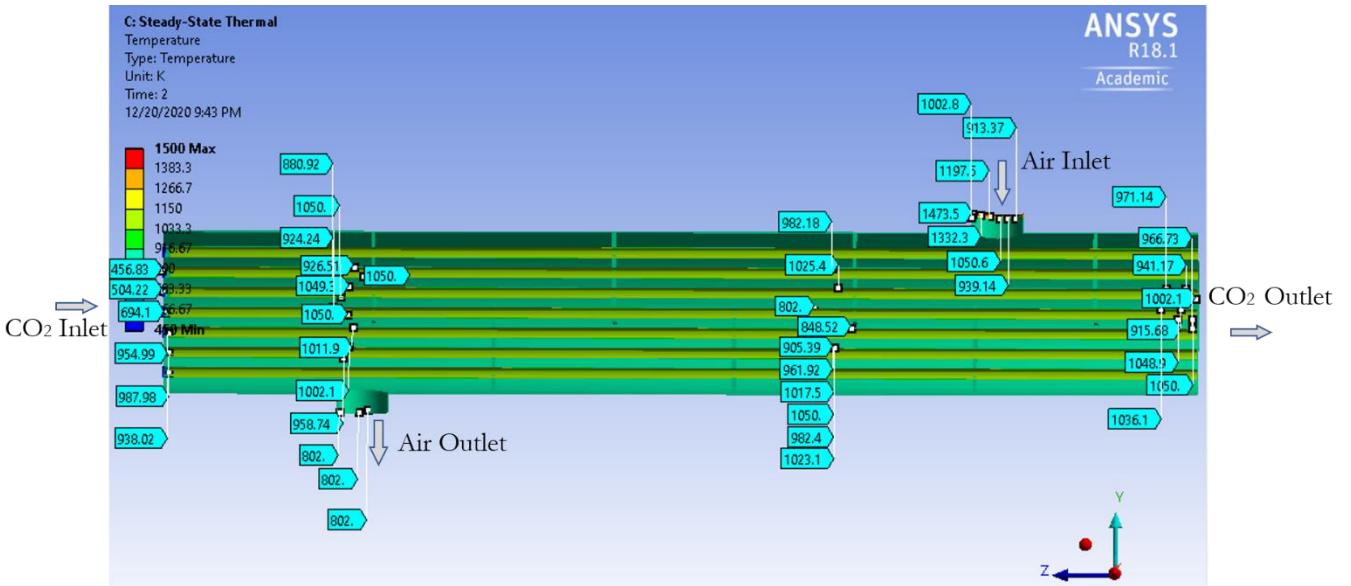 C: Steady-State Thermal
Temperature
Type: Temperature
Unit: K
Time: 2
12/20/2020 9:43 PM
ANSYS
R18.1
Academic
1500 Max
1383.3
1266.7
1150
1033.3
450 Min
1002.8
913.37
Air Inlet
1197.5
1473.5
1332.3
1050.6
939.14
880.92
1050.
924.24
926.51
1050.
1049.3
1050.
1011.9
1002.1
958.74
802.
802.
802.
Air Outlet
456.83
504.22
694.1
CO2 Inlet
954.99
987.98
938.02
982.18
1025.4
802.
848.52
905.39
961.92
1017.5
1050.
982.4
1023.1
971.14
966.73
941.17
1002.1
CO2 Outlet
915.68
1048.9
1050.
1036.1
Y
Z